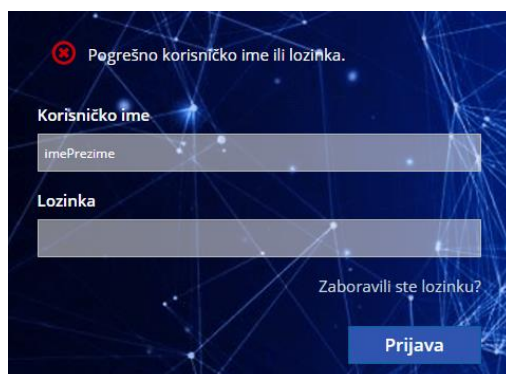 Pogrešno korisničko ime ili lozinka.
Korisničko ime
imePrezime
Lozinka
Zaboravili ste lozinku?
Prijava